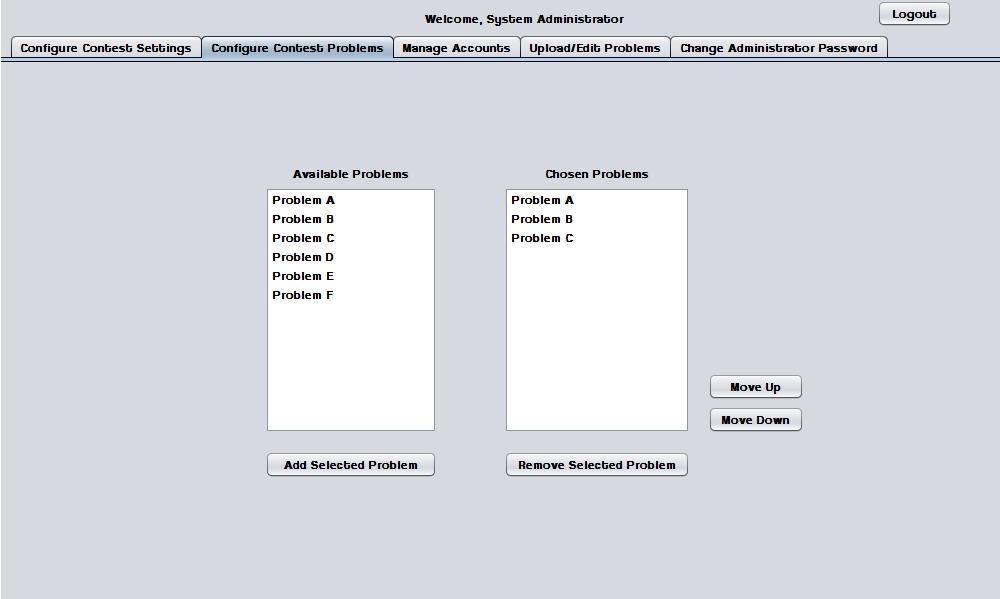 Welcome, System Administrator
Logout
Configure Contest Settings
Configure Contest Problems
Manage Accounts
Upload/Edit Problems
Change Administrator Password
Available Problems
Problem A
Problem B
Problem C
Problem D
Problem E
Problem F
Add Selected Problem
Chosen Problems
Problem A
Problem B
Problem C
Remove Selected Problem
Move Up
Move Down